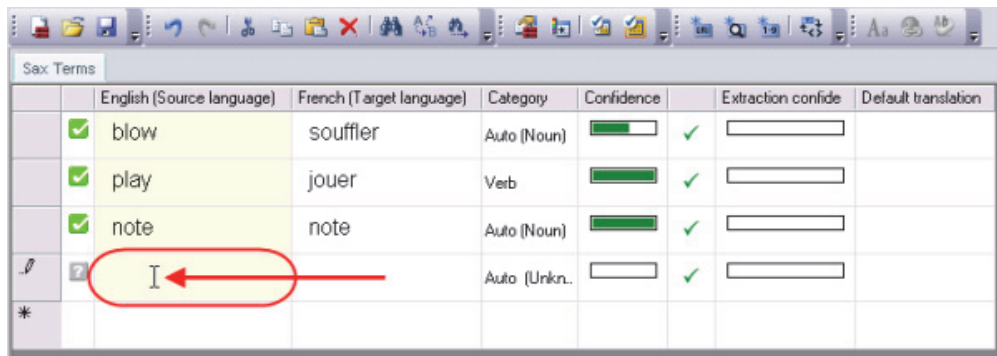 Sax Terms
English (Source language) French (Target language) Category Confidence Extraction confide Default translation
blow souffler Auto (Noun)
play jouer Verb
note note Auto (Noun)
? Auto (Unkn..
*